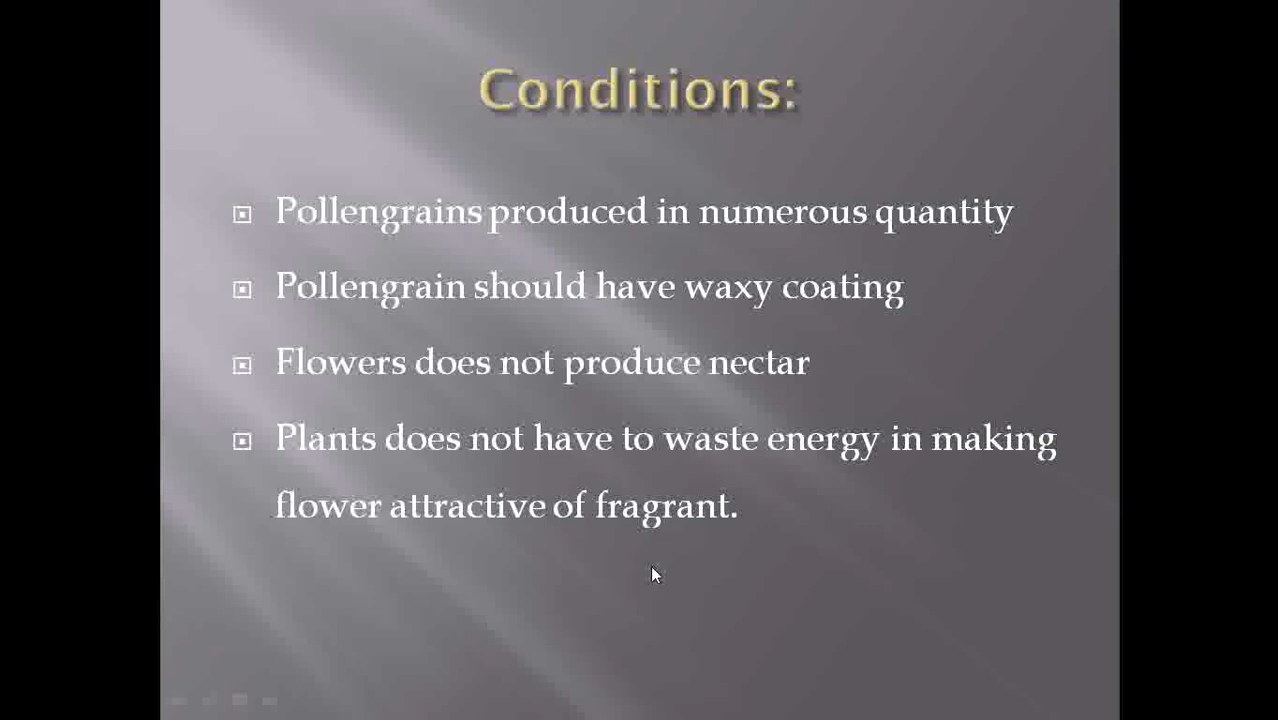 Conditions:
Pollengrains produced in numerous quantity
Pollengrain should have waxy coating
Flowers does not produce nectar
Plants does not have to waste energy in making
flower attractive of fragrant.